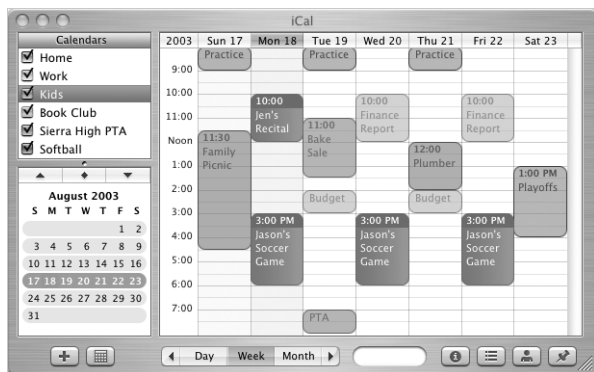 iCal
Calendars
Home
Work
Kids
Book Club
Sierra High PTA
Softball
August 2003
S M T W T F S
1 2
3 4 5 6 7 8 9
10 11 12 13 14 15 16
17 18 19 20 21 22 23
24 25 26 27 28 29 30
31
2003 Sun 17 Mon 18 Tue 19 Wed 20 Thu 21 Fri 22 Sat 23
9:00
10:00
11:00
Noon
1:00
2:00
3:00
4:00
5:00
6:00
7:00
Practice
11:30
Family
Picnic
10:00
Jen's
Recital
3:00 PM
Jason's
Soccer
Game
Practice
11:00
Bake
Sale
Budget
PTA
10:00
Finance
Report
3:00 PM
Jason's
Soccer
Game
Practice
12:00
Plumber
Budget
10:00
Finance
Report
3:00 PM
Jason's
Soccer
Game
1:00 PM
Playoffs
Day Week Month